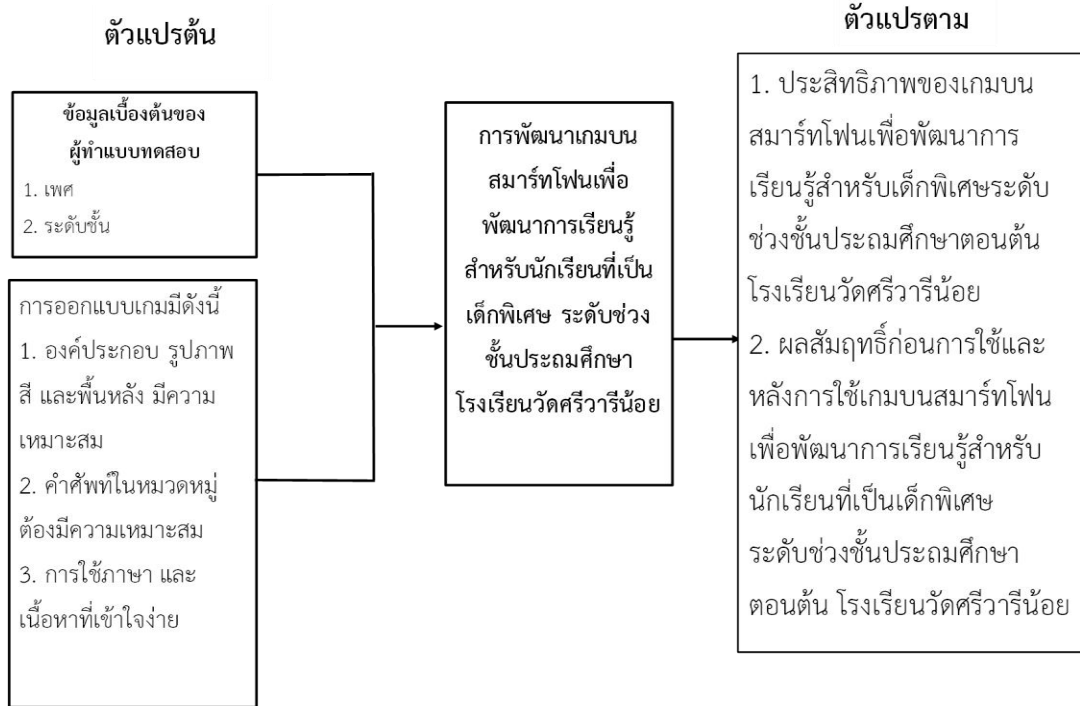 ตัวแปรต้น
ข้อมูลเบื้องต้นของ
ผู้ทำแบบทดสอบ
1. เพศ
2. ระดับชั้น
การออกแบบเกมมีดังนี้
1. องค์ประกอบ รูปภาพ
สี และพื้นหลัง มีความ
เหมาะสม
2. คำศัพท์ในหมวดหมู่
ต้องมีความเหมาะสม
3. การใช้ภาษา และ
เนื้อหาที่เข้าใจง่าย
การพัฒนาเกมบน
สมาร์ทโฟนเพื่อ
พัฒนาการเรียนรู้
สำหรับนักเรียนที่เป็น
เด็กพิเศษ ระดับช่วง
ชั้นประถมศึกษา
โรงเรียนวัดศรีวารีน้อย
ตัวแปรตาม
1. ประสิทธิภาพของเกมบน
สมาร์ทโฟนเพื่อพัฒนาการ
เรียนรู้สำหรับเด็กพิเศษระดับ
ช่วงชั้นประถมศึกษาตอนต้น
โรงเรียนวัดศรีวารีน้อย
2. ผลสัมฤทธิ์ก่อนการใช้และ
หลังการใช้เกมบนสมาร์ทโฟน
เพื่อพัฒนาการเรียนรู้สำหรับ
นักเรียนที่เป็นเด็กพิเศษ
ระดับช่วงชั้นประถมศึกษา
ตอนต้น โรงเรียนวัดศรีวารีน้อย